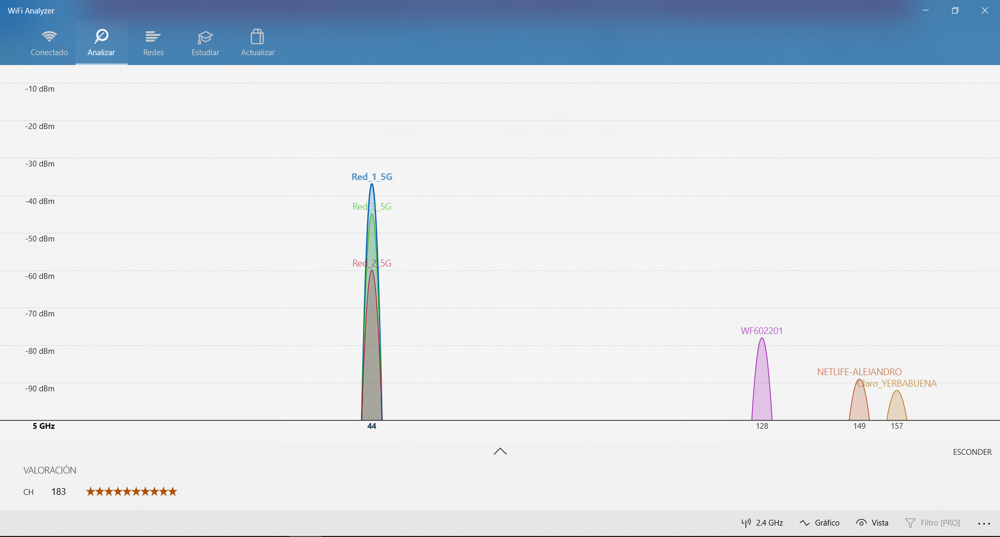 WiFi Analyzer
Conectado
Analizar
Redes
Estudiar
Actualizar
-10 dBm
-20 dBm
-30 dBm
Red_1_5G
-40 dBm
Red_3_5G
-50 dBm
Red_2_5G
-60 dBm
-70 dBm
WF602201
-80 dBm
NETLIFE-ALEJANDRO
Claro_YERBABUENA
-90 dBm
5 GHz 44 128 149 157
ESCONDER
VALORACIÓN
CH 183 ★★★★★★★★★★
2.4 GHz Gráfico Vista Filtro [PRO] ...